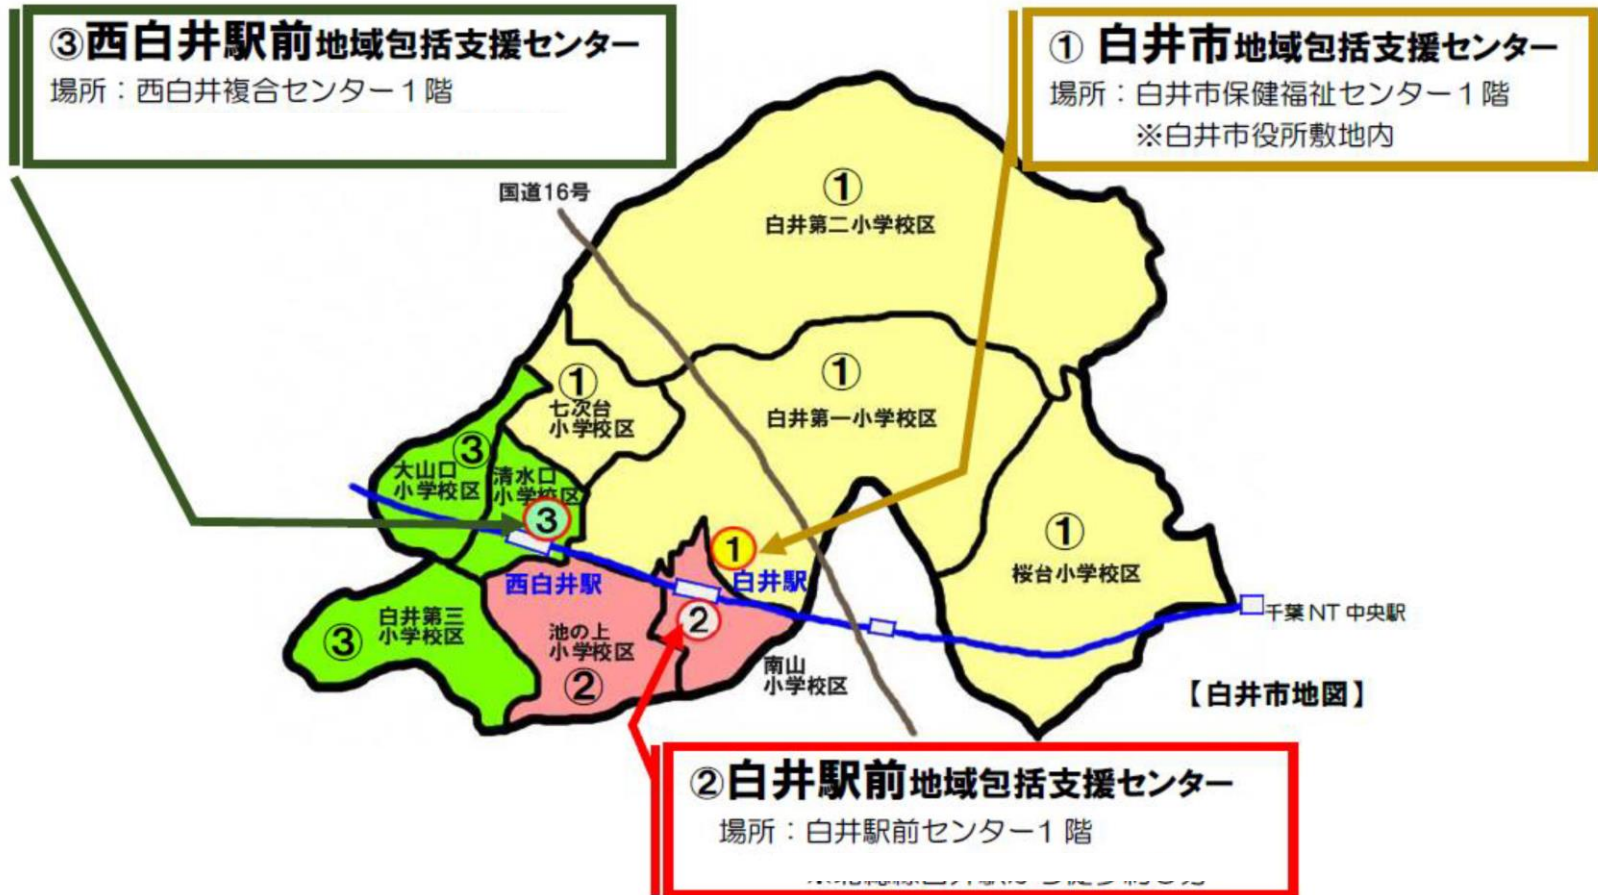 ③西白井駅前地域包括支援センター
場所：西白井複合センター１階
① 白井市地域包括支援センター
場所：白井市保健福祉センター１階
※白井市役所敷地内
国道16号
①
白井第二小学校区
①
七次台
小学校区
①
白井第一小学校区
③
大山口
小学校区
清水口
小学校区
③
①
①
桜台小学校区
西白井駅
白井駅
千葉NT中央駅
③
白井第三
小学校区
池の上
小学校区
②
②
南山
小学校区
【白井市地図】
②白井駅前地域包括支援センター
場所：白井駅前センター1階